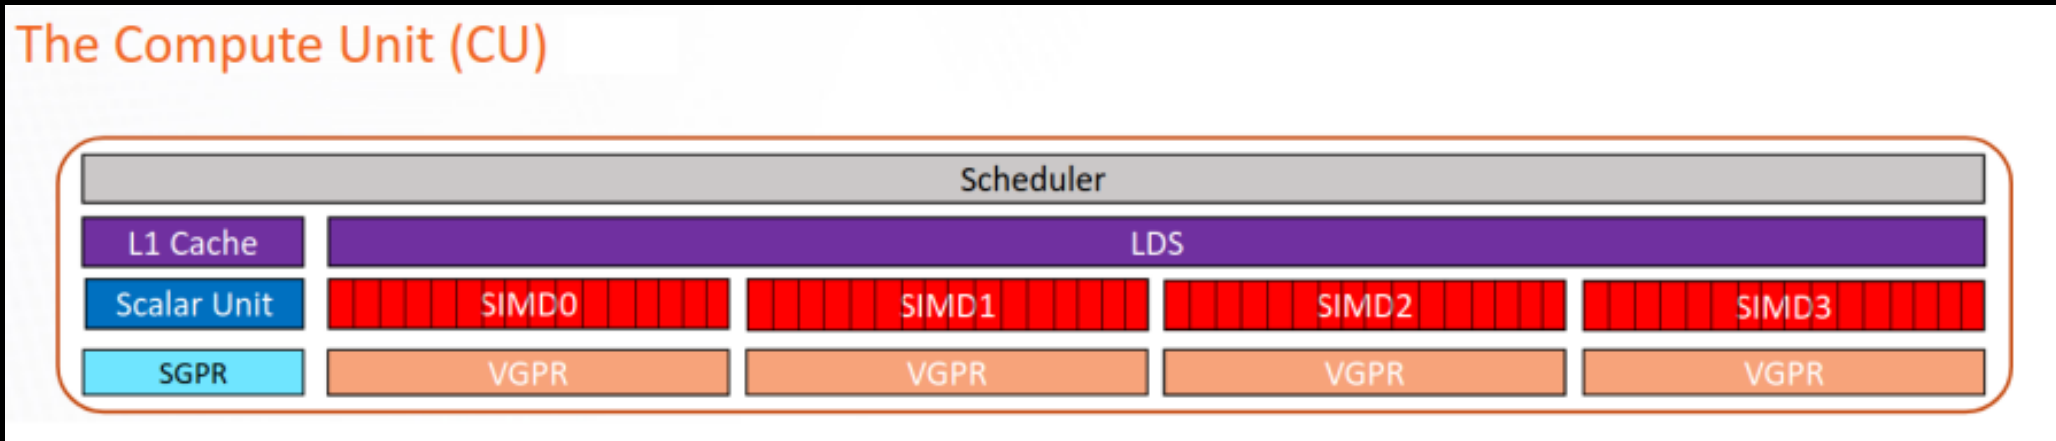 The Compute Unit (CU)
Scheduler
L1 Cache LDS
Scalar Unit SIMD0 SIMD1 SIMD2 SIMD3
SGPR VGPR VGPR VGPR VGPR